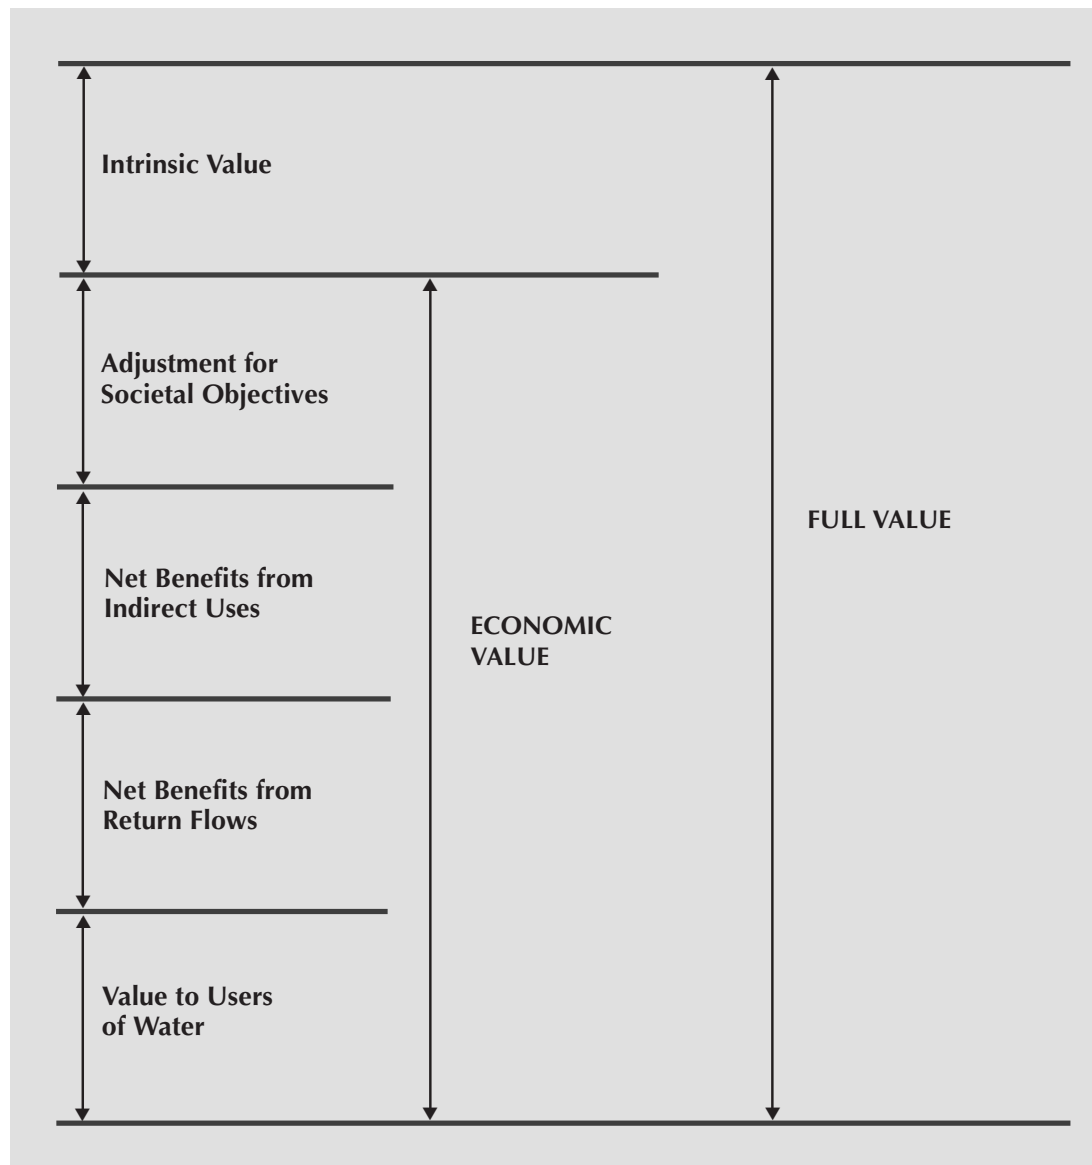 Intrinsic Value
Adjustment for
Societal Objectives
FULL VALUE
Net Benefits from
Indirect Uses
ECONOMIC
VALUE
Net Benefits from
Return Flows
Value to Users
of Water